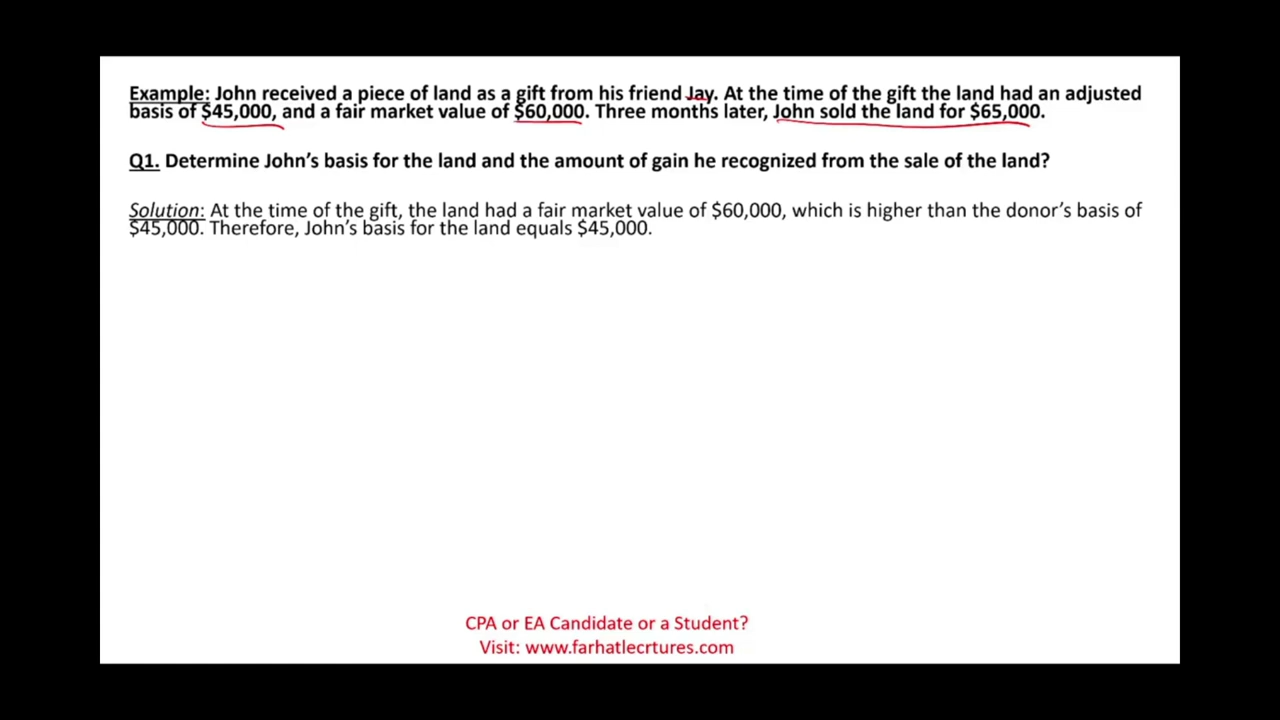 Example: John received a piece of land as a gift from his friend Jay. At the time of the gift the land had an adjusted
basis of $45,000, and a fair market value of $60,000. Three months later, John sold the land for $65,000.
Q1. Determine John’s basis for the land and the amount of gain he recognized from the sale of the land?
Solution: At the time of the gift, the land had a fair market value of $60,000, which is higher than the donor’s basis of
$45,000. Therefore, John’s basis for the land equals $45,000.
CPA or EA Candidate or a Student?
Visit: www.farhatlecrtures.com